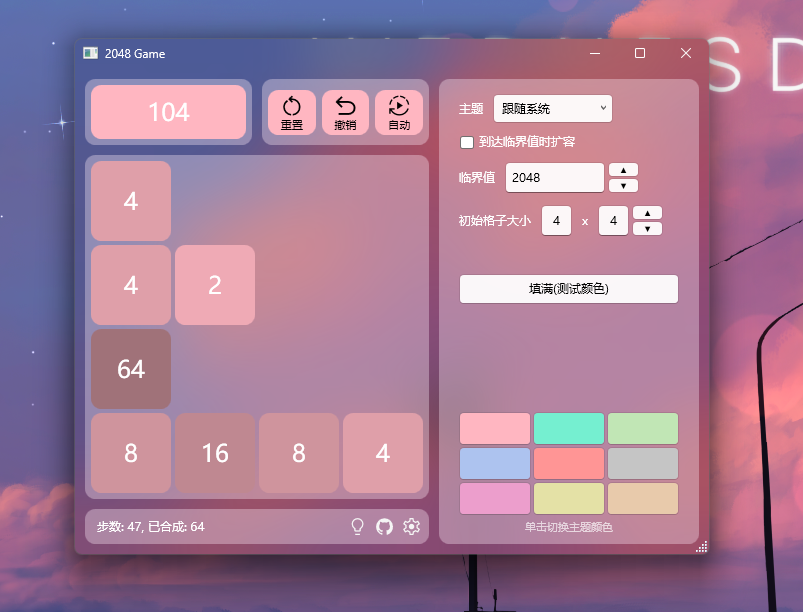 2048 Game
104
重置
撤销
自动
4
4 2
64
8 16 8 4
步数: 47, 已合成: 64
主题 跟随系统
到达临界值时扩容
临界值 2048
初始格子大小 4 x 4
填满(测试颜色)
单击切换主题颜色
S D